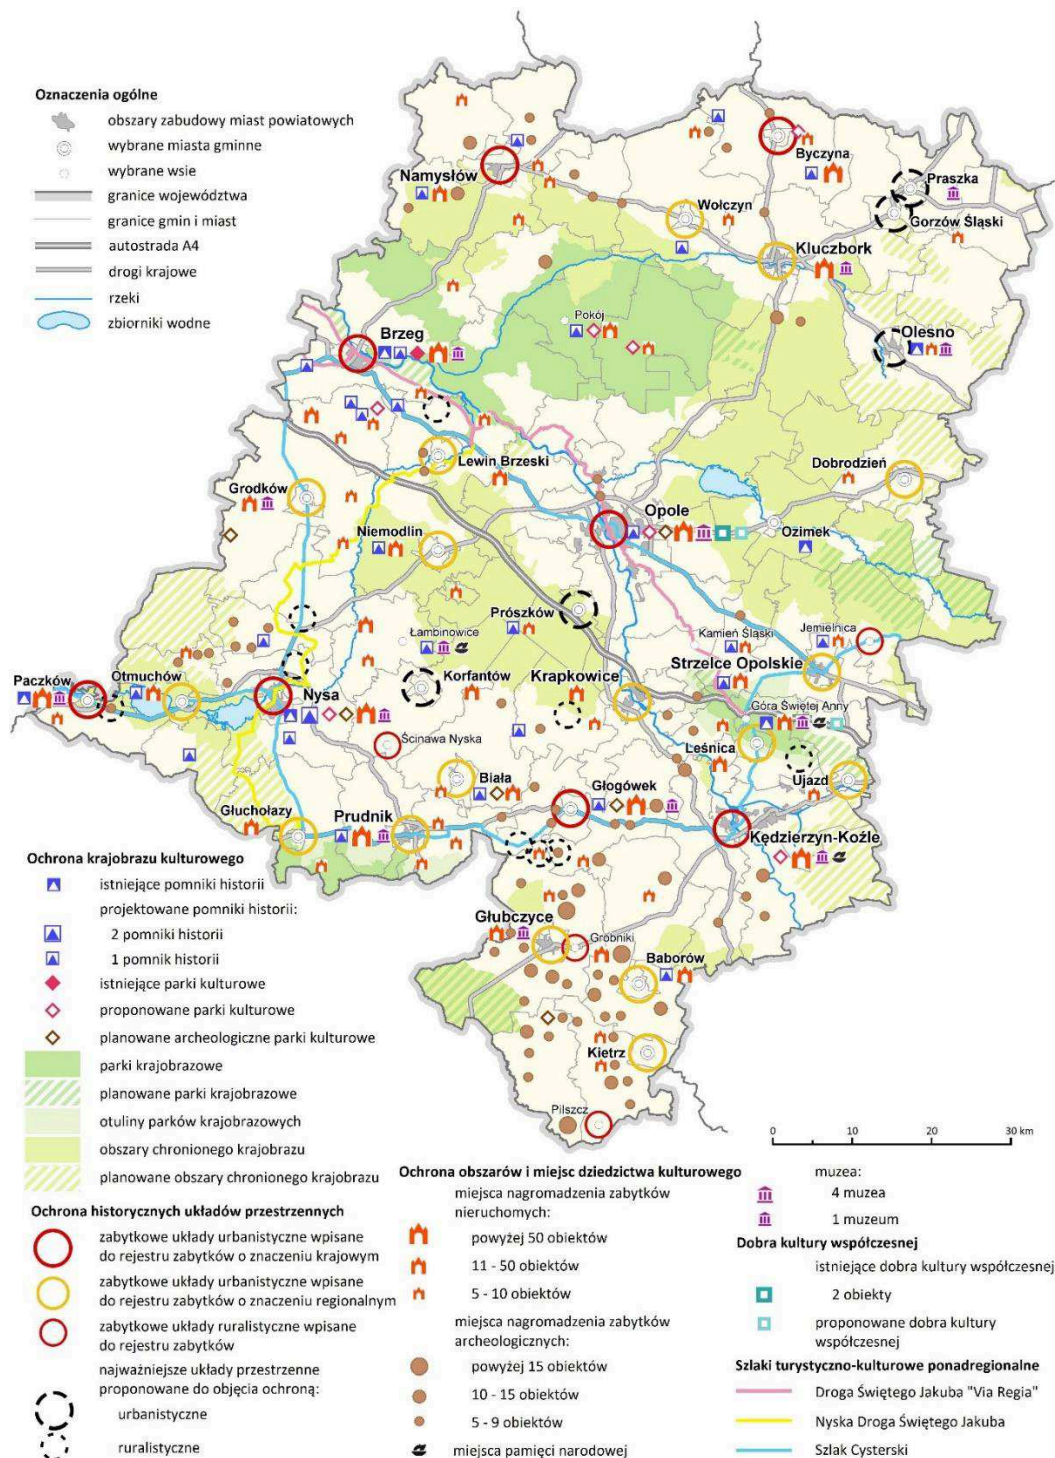 Oznaczenia ogólne
obszary zabudowy miast powiatowych
wybrane miasta gminne
wybrane wsie
granice województwa
granice gmin i miast
autostrada A4
drogi krajowe
rzeki
zbiorniki wodne
Namysłów
Byczyna
Praszka
Gorzów Śląski
Wołczyn
Kluczbork
Pokój
Brzeg
Olesno
Lewin Brzeski
Dobrodzień
Grodków
Opole
Ozimek
Niemodlin
Prószków
Łambinowice
Kamień Śląski
Jemielnica
Strzelce Opolskie
Paczków
Otmuchów
Nysa
Korfantów
Krapkowice
Góra Świętej Anny
Ścinawa Nyska
Leśnica
Ujazd
Biała
Głogówek
Głuchołazy
Prudnik
Kędzierzyn-Koźle
Głubczyce
Grobniki
Baborów
Kietrz
Pilszcz
0 10 20 30 km
Ochrona krajobrazu kulturowego
istniejące pomniki historii
projektowane pomniki historii:
2 pomniki historii
1 pomnik historii
istniejące parki kulturowe
proponowane parki kulturowe
planowane archeologiczne parki kulturowe
parki krajobrazowe
planowane parki krajobrazowe
otuliny parków krajobrazowych
obszary chronionego krajobrazu
planowane obszary chronionego krajobrazu
Ochrona historycznych układów przestrzennych
zabytkowe układy urbanistyczne wpisane
do rejestru zabytków o znaczeniu krajowym
zabytkowe układy urbanistyczne wpisane
do rejestru zabytków o znaczeniu regionalnym
zabytkowe układy ruralistyczne wpisane
do rejestru zabytków
najważniejsze układy przestrzenne
proponowane do objęcia ochroną:
urbanistyczne
ruralistyczne
Ochrona obszarów i miejsc dziedzictwa kulturowego
miejsca nagromadzenia zabytków
nieruchomych:
powyżej 50 obiektów
11 - 50 obiektów
5 - 10 obiektów
miejsca nagromadzenia zabytków
archeologicznych:
powyżej 15 obiektów
10 - 15 obiektów
5 - 9 obiektów
miejsca pamięci narodowej
muzea:
4 muzea
1 muzeum
Dobra kultury współczesnej
istniejące dobra kultury współczesnej
2 obiekty
proponowane dobra kultury
współczesnej
Szlaki turystyczno-kulturowe ponadregionalne
Droga Świętego Jakuba "Via Regia"
Nyska Droga Świętego Jakuba
Szlak Cysterski